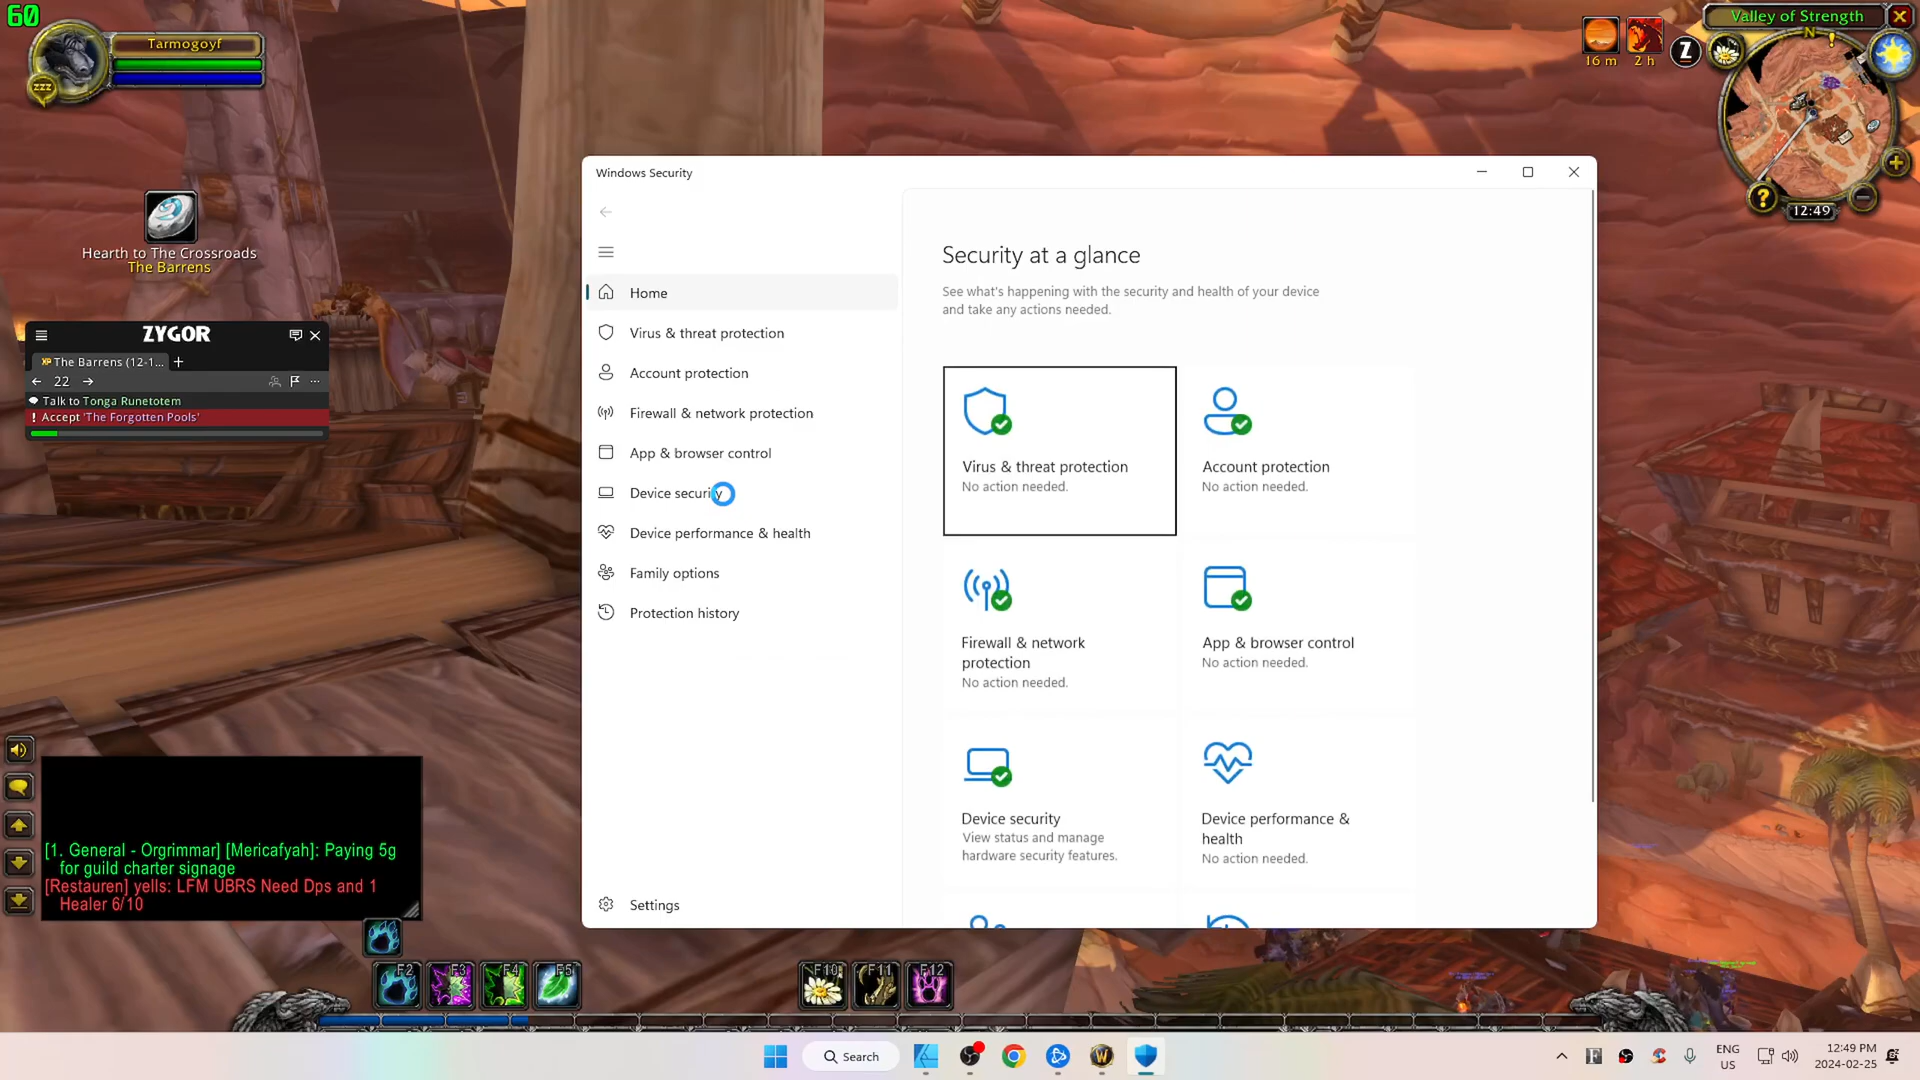 60
Tarmogoyf
zzz
16 m
2 h
Z
Valley of Strength
N
12:49
Hearth to The Crossroads
The Barrens
ZYGOR
XP The Barrens (12-1...
22
Talk to Tonga Runetotem
Accept 'The Forgotten Pools'
[1. General - Orgrimmar] [Mericafyah]: Paying 5g
for guild charter signage
[Restauren] yells: LFM UBRS Need Dps and 1
Healer 6/10
F2
F3
F4
F5
F10
F11
F12
Windows Security
Home
Virus & threat protection
Account protection
Firewall & network protection
App & browser control
Device security
Device performance & health
Family options
Protection history
Settings
Security at a glance
See what's happening with the security and health of your device
and take any actions needed.
Virus & threat protection
No action needed.
Account protection
No action needed.
Firewall & network
protection
No action needed.
App & browser control
No action needed.
Device security
View status and manage
hardware security features.
Device performance &
health
No action needed.
Search
ENG
US
12:49 PM
2024-02-25